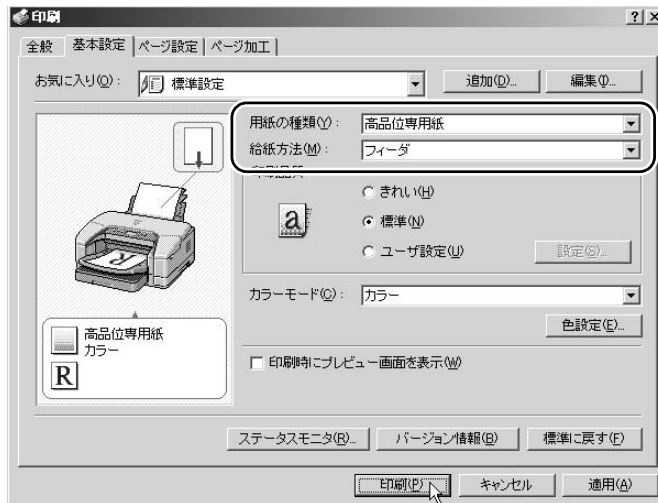 印刷
? ×
全般 基本設定 ページ設定 ページ加工
お気に入り(O): 標準設定 追加(D)... 編集(I)...
用紙の種類(Y): 高品位専用紙
給紙方法(M): フィーダ
印刷品質
きれい(H)
a 標準(N)
ユーザ設定(U) 設定(S)...
カラーモード(C): カラー
色設定(E)...
高品位専用紙
カラー
R
印刷時にプレビュー画面を表示(W)
ステータスモニタ(R)... バージョン情報(B) 標準に戻す(F)
印刷(P) キャンセル 適用(A)